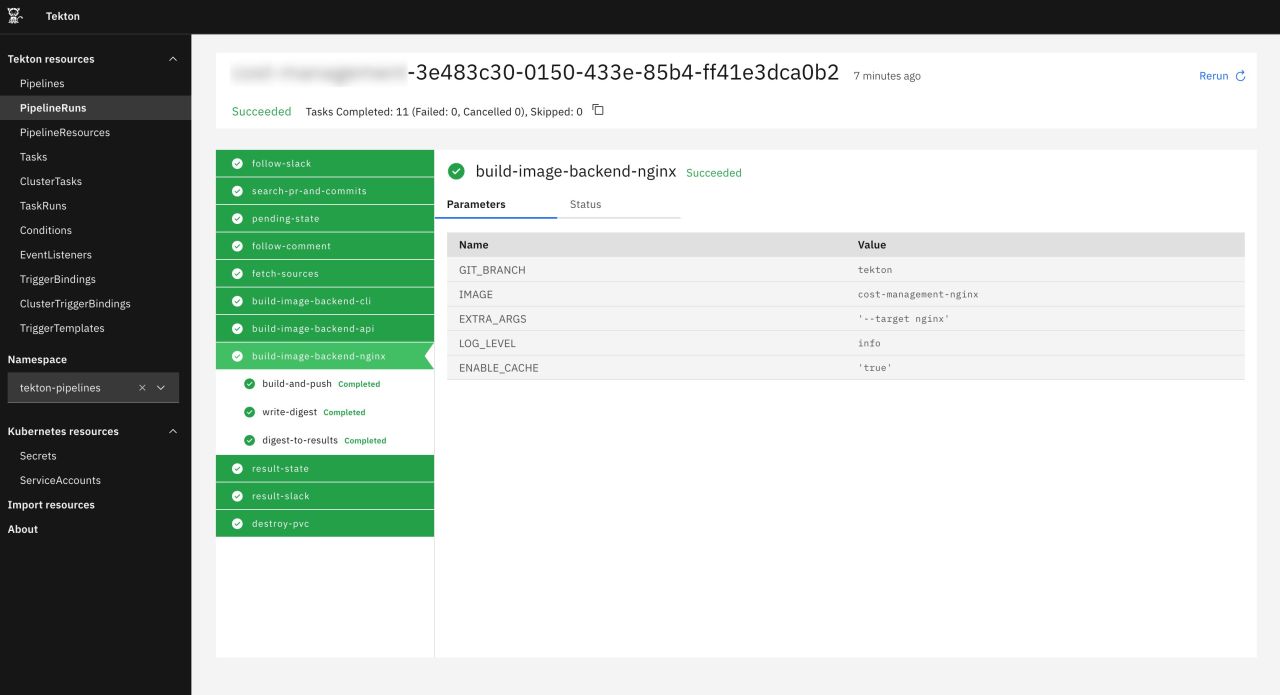 Tekton
Tekton resources
Pipelines
PipelineRuns
PipelineResources
Tasks
ClusterTasks
TaskRuns
Conditions
EventListeners
TriggerBindings
ClusterTriggerBindings
TriggerTemplates
Namespace
tekton-pipelines
Kubernetes resources
Secrets
ServiceAccounts
Import resources
About
-3e483c30-0150-433e-85b4-ff41e3dca0b2 7 minutes ago
Rerun
Succeeded Tasks Completed: 11 (Failed: 0, Cancelled 0), Skipped: 0
follow-slack
search-pr-and-commits
pending-state
follow-comment
fetch-sources
build-image-backend-cli
build-image-backend-api
build-image-backend-nginx
build-and-push Completed
write-digest Completed
digest-to-results Completed
result-state
result-slack
destroy-pvc
build-image-backend-nginx Succeeded
Parameters Status
Name Value
GIT_BRANCH tekton
IMAGE cost-management-nginx
EXTRA_ARGS '--target nginx'
LOG_LEVEL info
ENABLE_CACHE 'true'